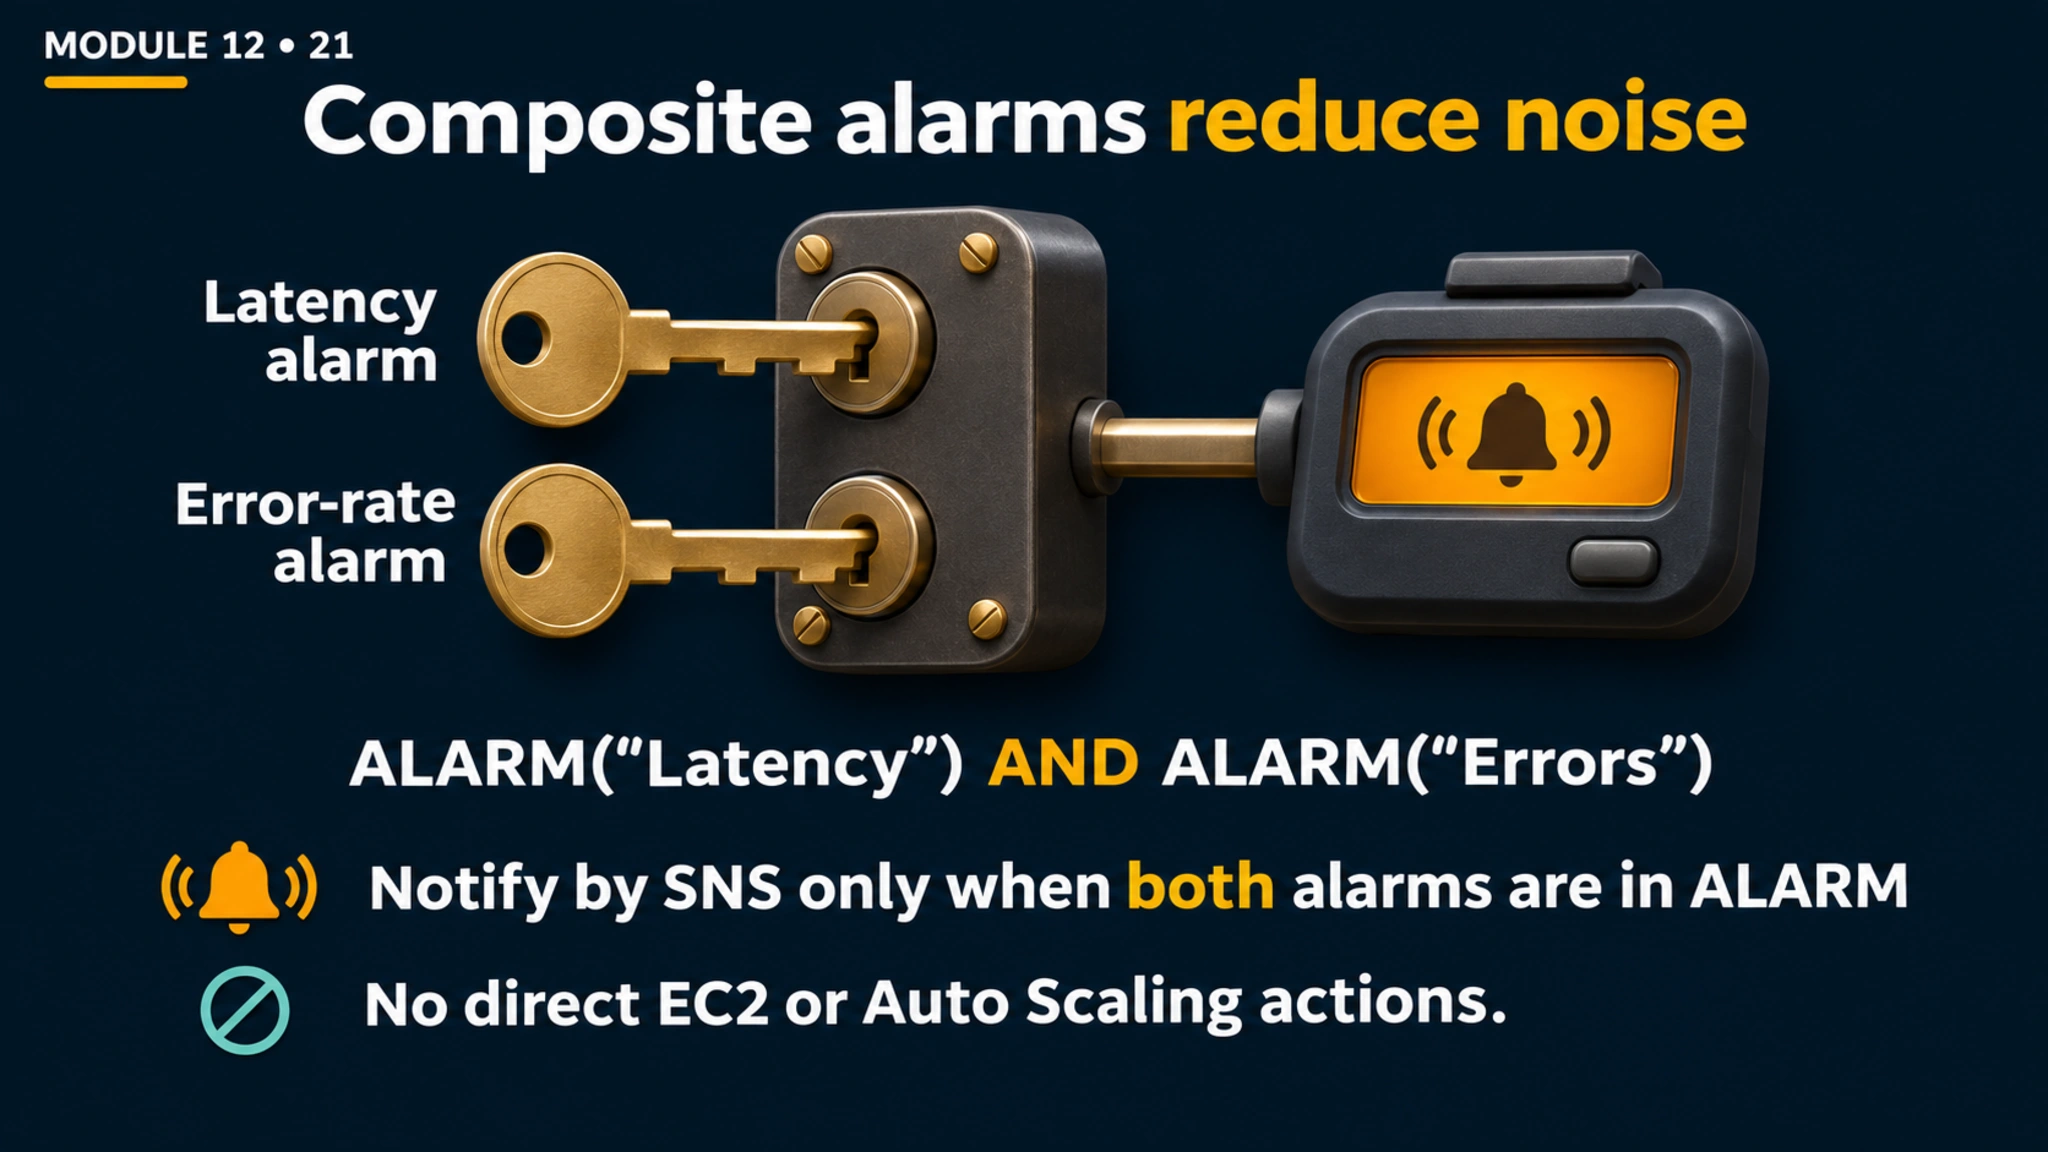 MODULE 12 • 21
Composite alarms reduce noise
Latency
alarm
Error-rate
alarm
ALARM(“Latency”) AND ALARM(“Errors”)
Notify by SNS only when both alarms are in ALARM
No direct EC2 or Auto Scaling actions.